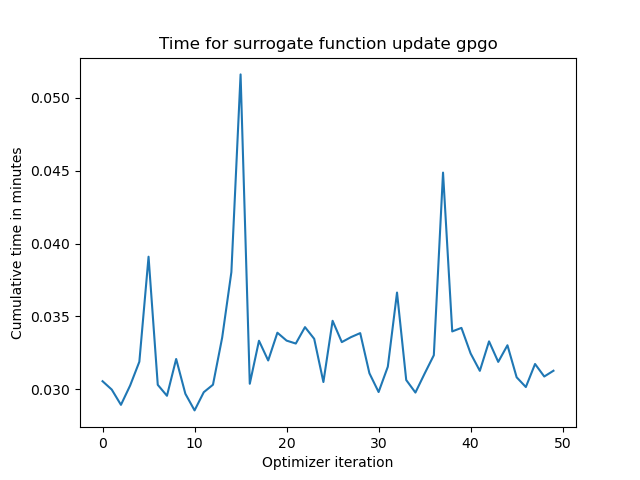 Time for surrogate function update gpgo
Cumulative time in minutes
0.050
0.045
0.040
0.035
0.030
0 10 20 30 40 50
Optimizer iteration